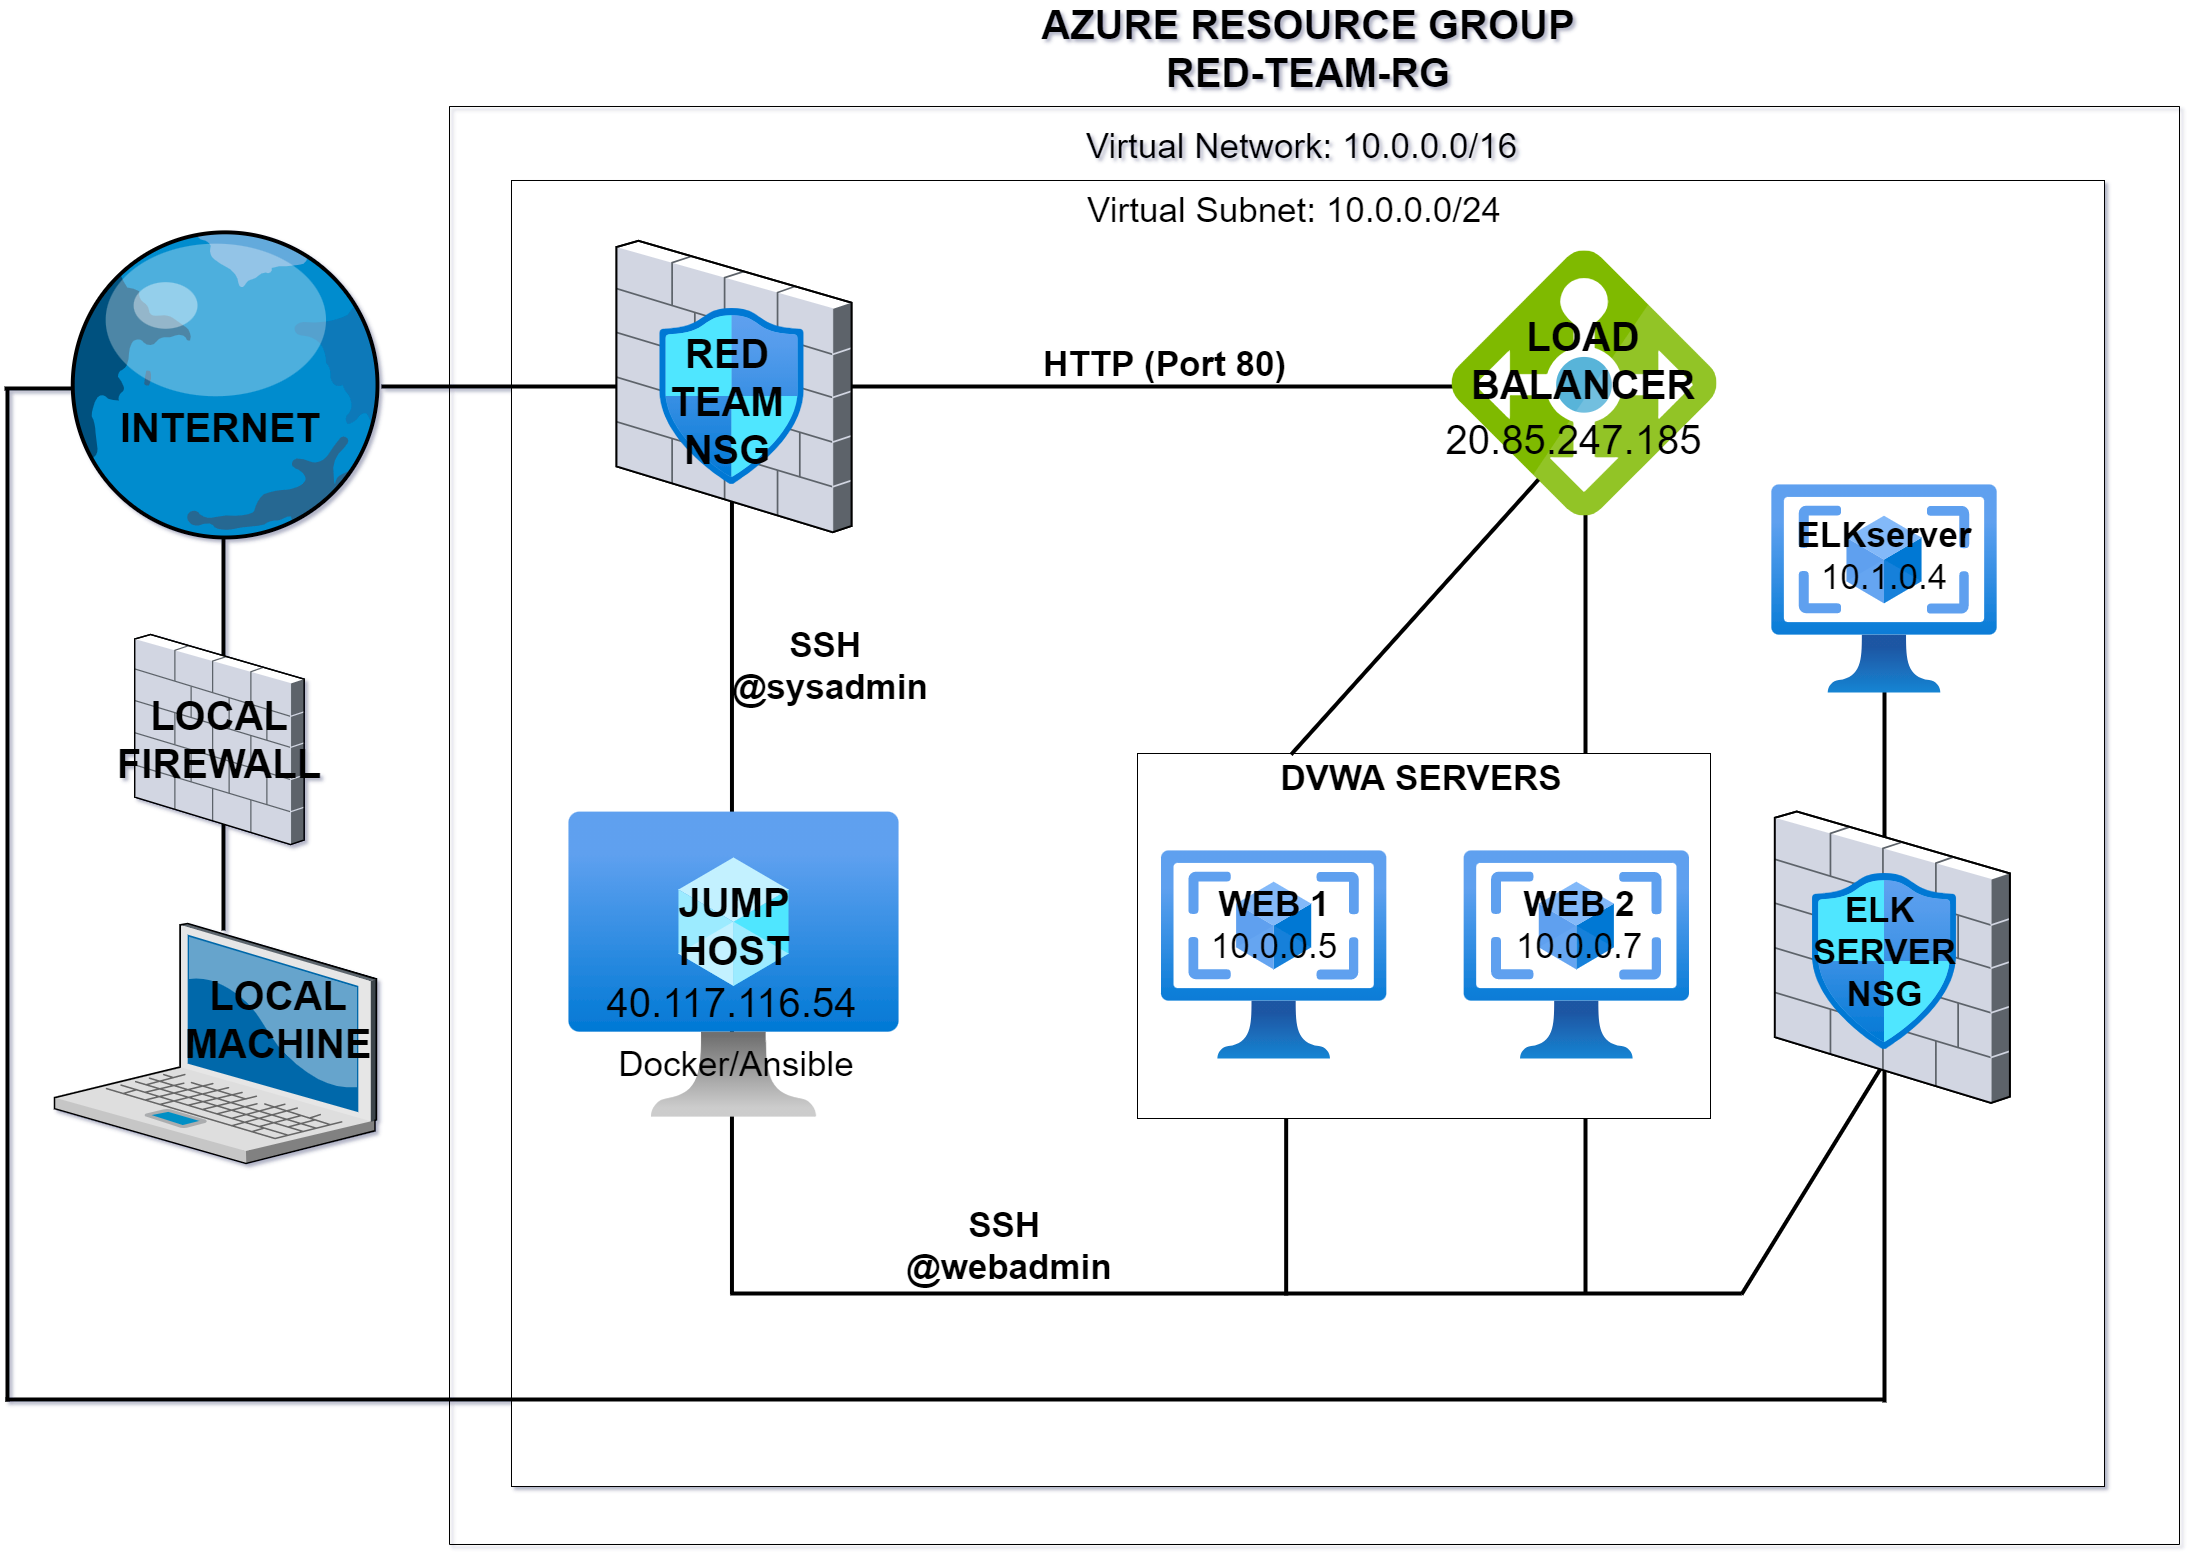 AZURE RESOURCE GROUP
RED-TEAM-RG
Virtual Network: 10.0.0.0/16
Virtual Subnet: 10.0.0.0/24
INTERNET
RED
TEAM
NSG
HTTP (Port 80)
LOAD
BALANCER
20.85.247.185
ELKserver
10.1.0.4
LOCAL
FIREWALL
SSH
@sysadmin
DVWA SERVERS
LOCAL
MACHINE
JUMP
HOST
40.117.116.54
Docker/Ansible
WEB 1
10.0.0.5
WEB 2
10.0.0.7
ELK
SERVER
NSG
SSH
@webadmin